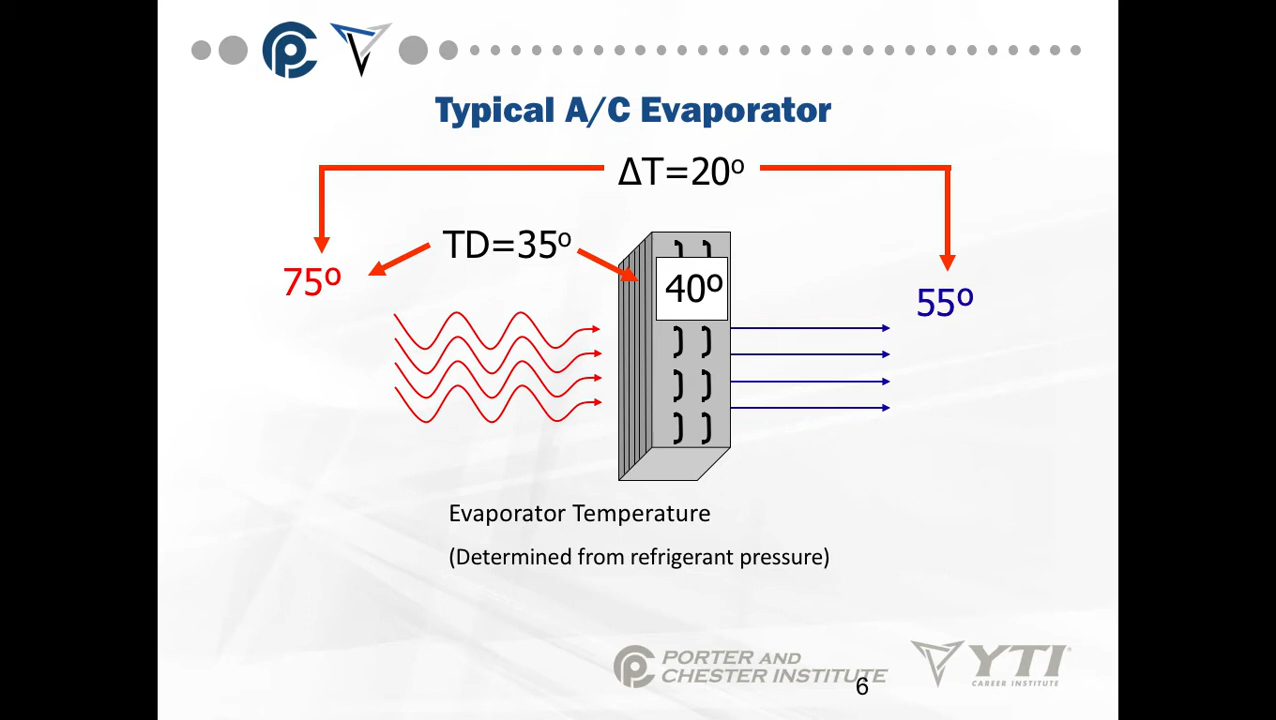 Typical A/C Evaporator
ΔT=20º
TD=35º
75º
40º
55º
Evaporator Temperature
(Determined from refrigerant pressure)
PORTER AND
CHESTER INSTITUTE
YTI
CAREER INSTITUTE
6